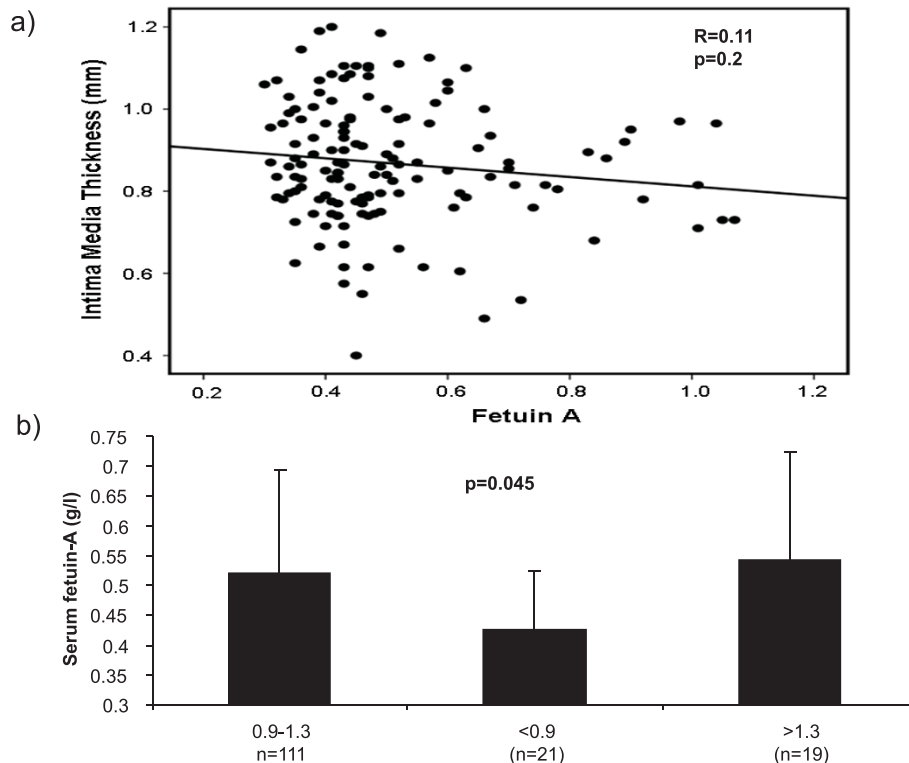 a)
R=0.11
p=0.2
Intima Media Thickness (mm)
1.2
1.0
0.8
0.6
0.4
0.2
0.4
0.6
0.8
1.0
1.2
Fetuin A
b)
p=0.045
Serum fetuin-A (g/l)
0.75
0.7
0.65
0.6
0.55
0.5
0.45
0.4
0.35
0.3
0.9-1.3
<0.9
>1.3
n=111
(n=21)
(n=19)